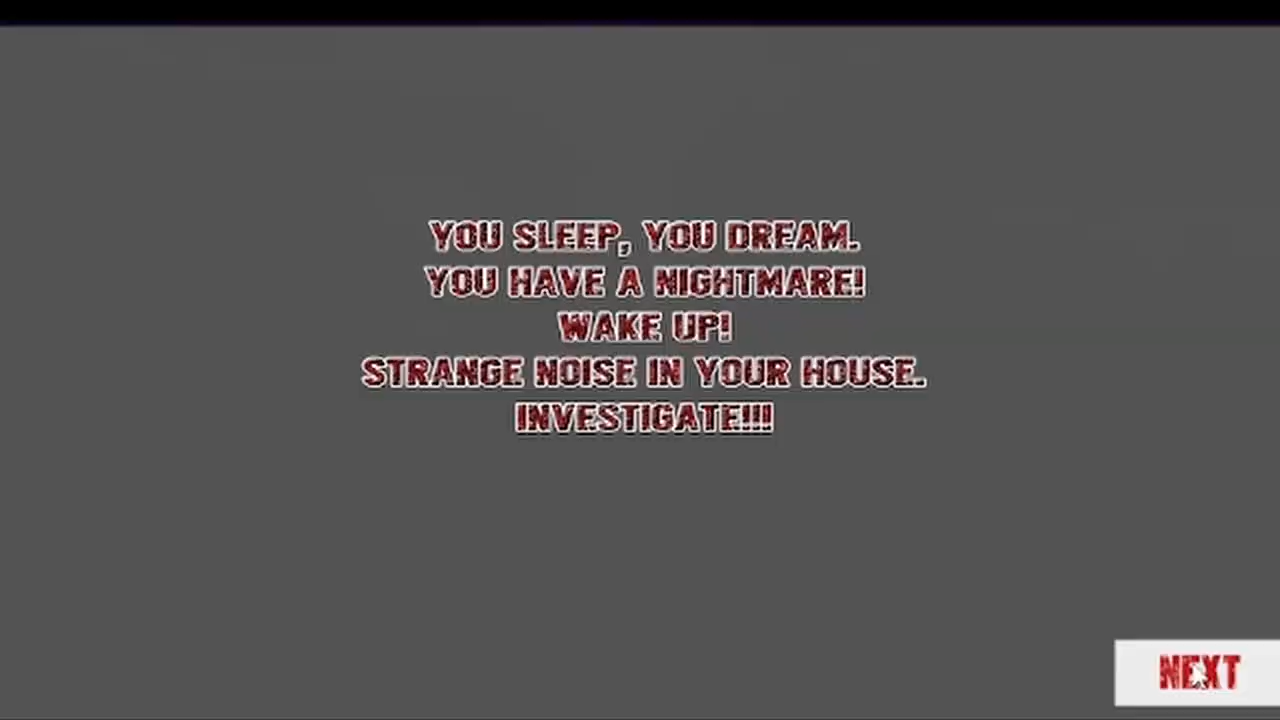 YOU SLEEP, YOU DREAM.
YOU HAVE A NIGHTMARE!
WAKE UP!
STRANGE NOISE IN YOUR HOUSE.
INVESTIGATE!!!
NEXT